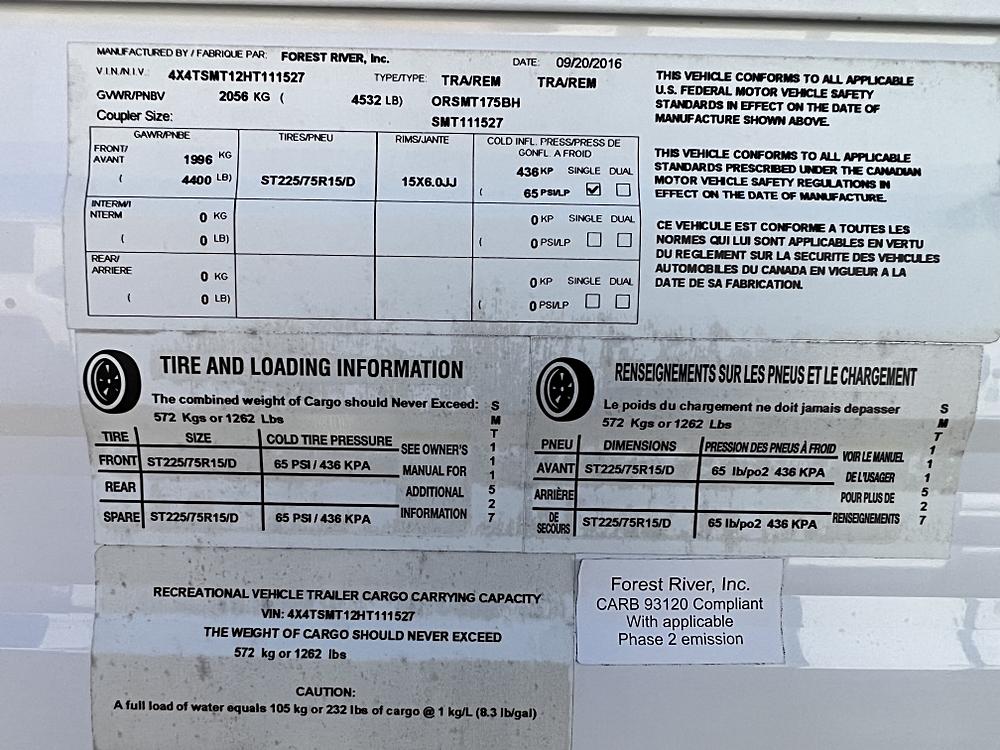 MANUFACTURED BY / FABRIQUE PAR: FOREST RIVER, Inc. DATE: 09/20/2016
V.I.N./N.I.V. 4X4TSMT12HT111527 TYPE/TYPE: TRA/REM TRA/REM
GVWR/PNBV 2056 KG ( 4532 LB) ORSMT175BH
Coupler Size: SMT111527
GAWR/PNBE TIRES/PNEU RIMS/JANTE COLD INFL. PRESS/PRESS DE GONFL A FROID
FRONT/ AVANT 1996 KG 436 KP SINGLE DUAL
( 4400 LB) ST225/75R15/D 15X6.0JJ ( 65 PSI/LP
INTERM/I NTERM 0 KG 0 KP SINGLE DUAL
( 0 LB) ( 0 PSI/LP
REAR/ ARRIERE 0 KG 0 KP SINGLE DUAL
( 0 LB) ( 0 PSI/LP
THIS VEHICLE CONFORMS TO ALL APPLICABLE
U.S. FEDERAL MOTOR VEHICLE SAFETY
STANDARDS IN EFFECT ON THE DATE OF
MANUFACTURE SHOWN ABOVE.
THIS VEHICLE CONFORMS TO ALL APPLICABLE
STANDARDS PRESCRIBED UNDER THE CANADIAN
MOTOR VEHICLE SAFETY REGULATIONS IN
EFFECT ON THE DATE OF MANUFACTURE.
CE VEHICULE EST CONFORME A TOUTES LES
NORMES QUI LUI SONT APPLICABLES EN VERTU
DU REGLEMENT SUR LA SECURITE DES VEHICULES
AUTOMOBILES DU CANADA EN VIGUEUR A LA
DATE DE SA FABRICATION.
TIRE AND LOADING INFORMATION
The combined weight of Cargo should Never Exceed:
572 Kgs or 1262 Lbs
TIRE SIZE COLD TIRE PRESSURE
FRONT ST225/75R15/D 65 PSI / 436 KPA
REAR
SPARE ST225/75R15/D 65 PSI / 436 KPA
SEE OWNER'S
MANUAL FOR
ADDITIONAL
INFORMATION
SMT111527
RENSEIGNEMENTS SUR LES PNEUS ET LE CHARGEMENT
Le poids du chargement ne doit jamais depasser
572 Kgs or 1262 Lbs
PNEU DIMENSIONS PRESSION DES PNEUS À FROID
AVANT ST225/75R15/D 65 lb/po2 436 KPA
ARRIÈRE
DE SECOURS ST225/75R15/D 65 lb/po2 436 KPA
VOIR LE MANUEL
DE L'USAGER
POUR PLUS DE
RENSEIGNEMENTS
SMT111527
RECREATIONAL VEHICLE TRAILER CARGO CARRYING CAPACITY
VIN: 4X4TSMT12HT111527
THE WEIGHT OF CARGO SHOULD NEVER EXCEED
572 kg or 1262 lbs
CAUTION:
A full load of water equals 105 kg or 232 lbs of cargo @ 1 kg/L (8.3 lb/gal)
Forest River, Inc.
CARB 93120 Compliant
With applicable
Phase 2 emission